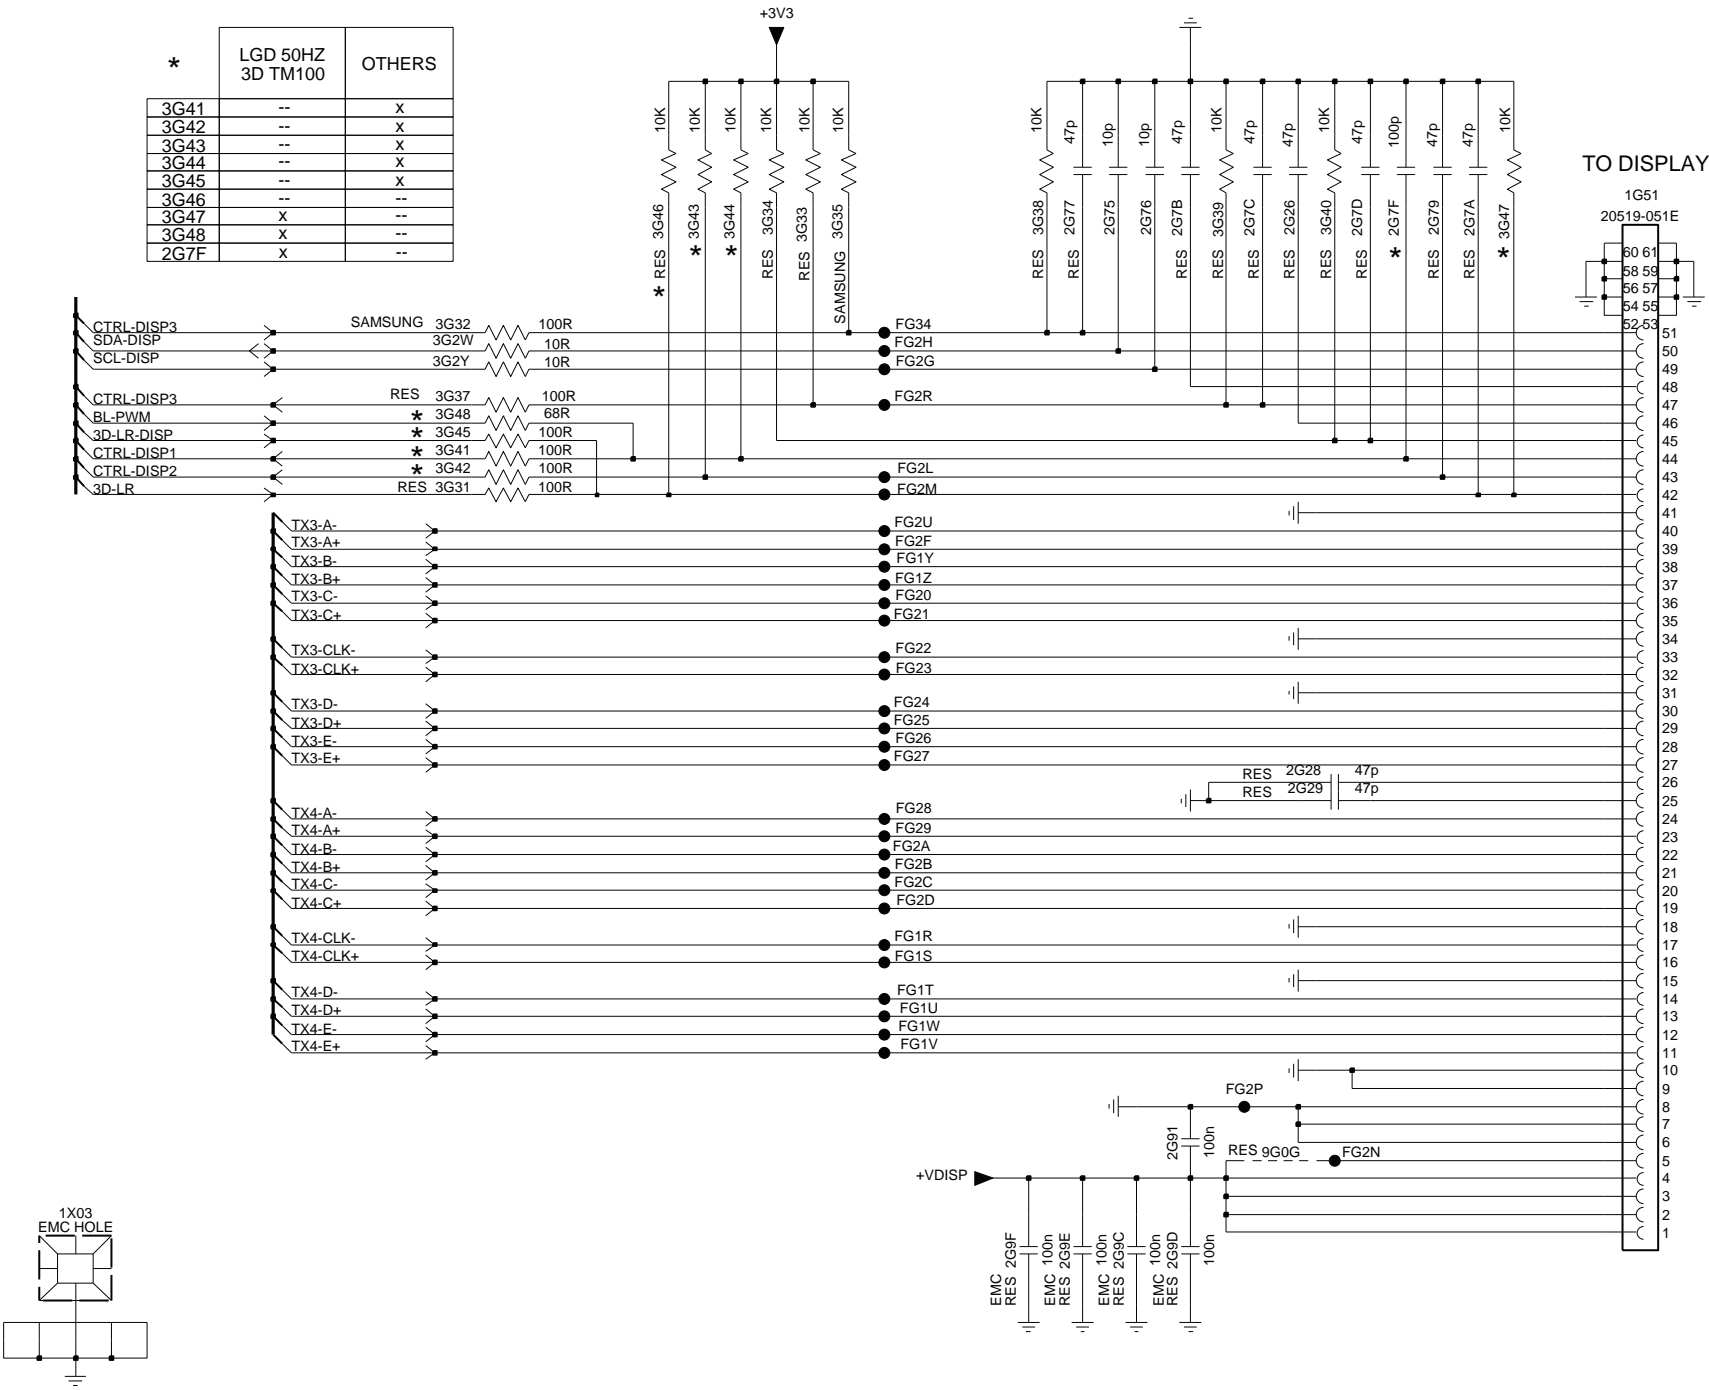 +3V3
* LGD 50HZ 3D TM100 OTHERS
3G41 -- x
3G42 -- x
3G43 -- x
3G44 -- x
3G45 -- x
3G46 -- --
3G47 x --
3G48 x --
2G7F x --
* RES 3G46 10K
* 3G43 10K
* 3G44 10K
RES 3G34 10K
RES 3G33 10K
SAMSUNG 3G35 10K
RES 3G38 10K
RES 2G77 47p
2G75 10p
2G76 10p
RES 2G7B 47p
RES 3G39 10K
RES 2G7C 47p
RES 2G26 47p
RES 3G40 10K
RES 2G7D 47p
* 2G7F 100p
RES 2G79 47p
RES 2G7A 47p
* 3G47 10K
TO DISPLAY
1G51
20519-051E
60 61
58 59
56 57
54 55
52 53
CTRL-DISP3 SAMSUNG 3G32 100R FG34 51
SDA-DISP 3G2W 10R FG2H 50
SCL-DISP 3G2Y 10R FG2G 49
48
CTRL-DISP3 RES 3G37 100R FG2R 47
BL-PWM * 3G48 68R 46
3D-LR-DISP * 3G45 100R 45
CTRL-DISP1 * 3G41 100R 44
CTRL-DISP2 * 3G42 100R FG2L 43
3D-LR RES 3G31 100R FG2M 42
41
TX3-A- FG2U 40
TX3-A+ FG2F 39
TX3-B- FG1Y 38
TX3-B+ FG1Z 37
TX3-C- FG20 36
TX3-C+ FG21 35
34
TX3-CLK- FG22 33
TX3-CLK+ FG23 32
31
TX3-D- FG24 30
TX3-D+ FG25 29
TX3-E- FG26 28
TX3-E+ FG27 27
RES 2G28 47p 26
RES 2G29 47p 25
TX4-A- FG28 24
TX4-A+ FG29 23
TX4-B- FG2A 22
TX4-B+ FG2B 21
TX4-C- FG2C 20
TX4-C+ FG2D 19
18
TX4-CLK- FG1R 17
TX4-CLK+ FG1S 16
15
TX4-D- FG1T 14
TX4-D+ FG1U 13
TX4-E- FG1W 12
TX4-E+ FG1V 11
10
9
FG2P 8
7
2G91 100n 6
RES 9G0G FG2N 5
+VDISP 4
3
2
1
EMC RES 2G9F 100n
EMC RES 2G9E 100n
EMC RES 2G9C 100n
EMC RES 2G9D 100n
1X03
EMC HOLE